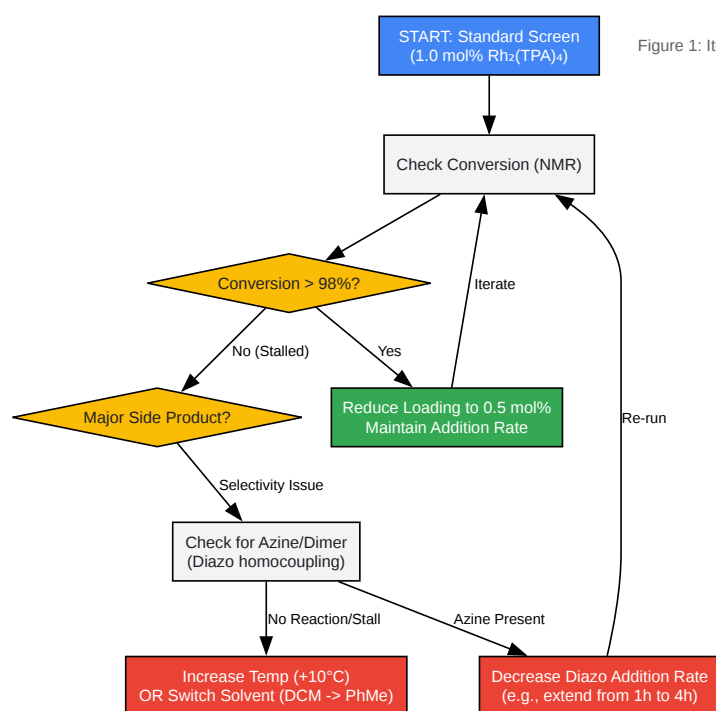 START: Standard Screen
(1.0 mol% Rh₂(TPA)₄)
Figure 1: It
Check Conversion (NMR)
Conversion > 98%?
Iterate
No (Stalled)
Yes
Major Side Product?
Reduce Loading to 0.5 mol%
Maintain Addition Rate
Re-run
Selectivity Issue
Check for Azine/Dimer
(Diazo homocoupling)
No Reaction/Stall
Azine Present
Increase Temp (+10°C)
OR Switch Solvent (DCM -> PhMe)
Decrease Diazo Addition Rate
(e.g., extend from 1h to 4h)